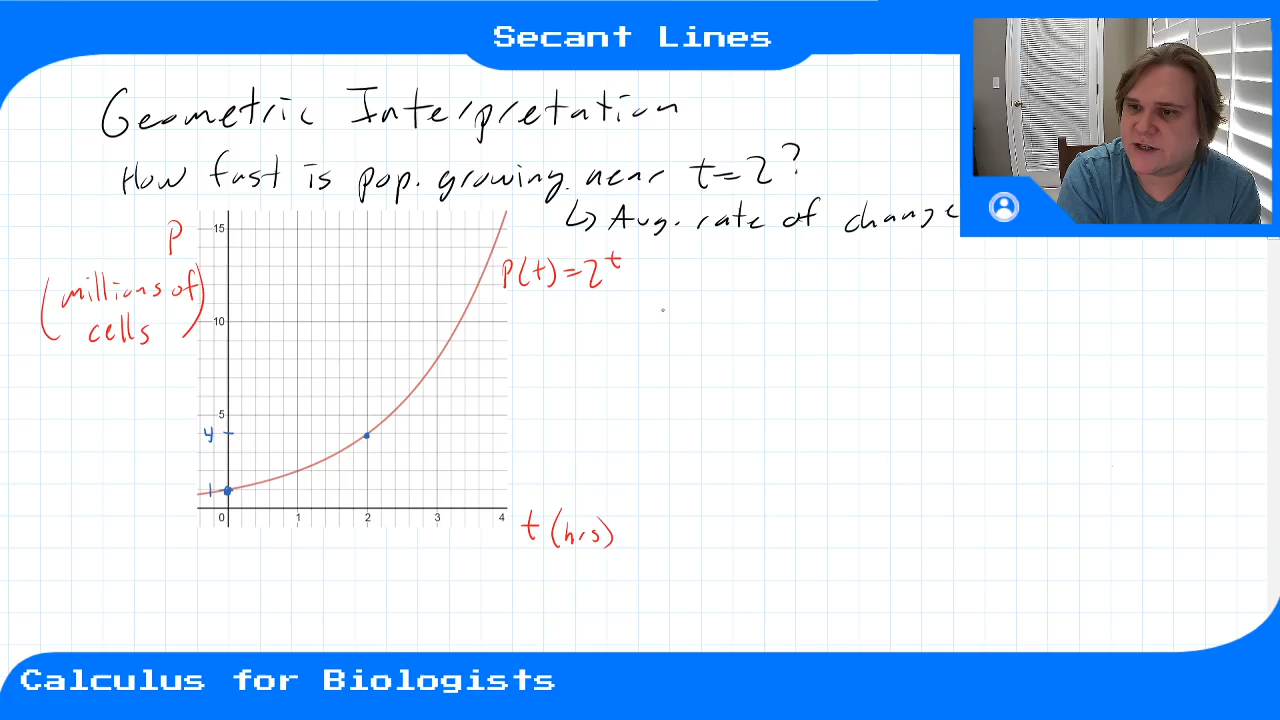 Secant Lines
Geometric Interpretation
How fast is pop. growing near t=2?
↳ Avg. rate of change
P
(millions of
cells)
P(t)=2^t
15
10
5
4
1
0 1 2 3 4
t (hrs)
Calculus for Biologists